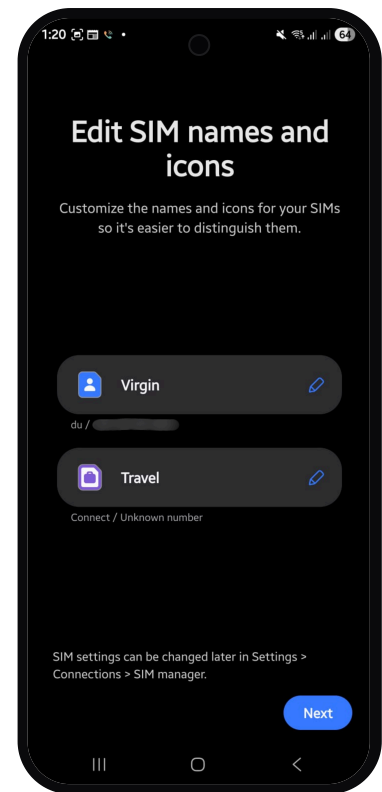 1:20 64
Edit SIM names and
icons
Customize the names and icons for your SIMs
so it's easier to distinguish them.
Virgin
du /
Travel
Connect / Unknown number
SIM settings can be changed later in Settings >
Connections > SIM manager.
Next